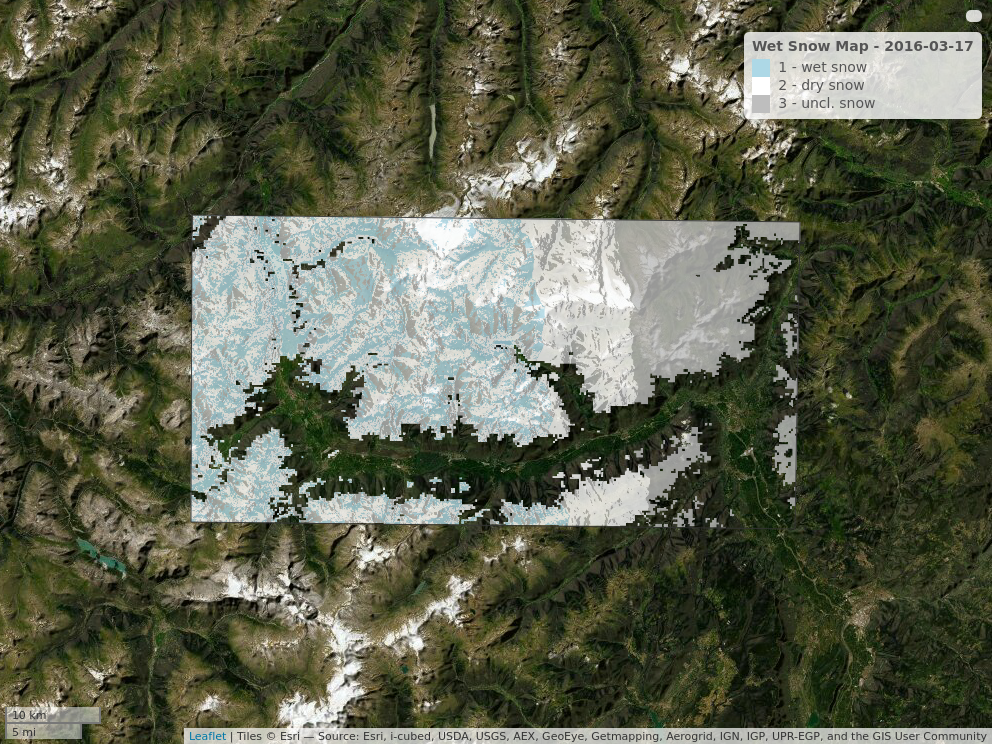 Wet Snow Map - 2016-03-17
1 - wet snow
2 - dry snow
3 - uncl. snow
10 km
5 mi
Leaflet | Tiles © Esri — Source: Esri, i-cubed, USDA, USGS, AEX, GeoEye, Getmapping, Aerogrid, IGN, IGP, UPR-EGP, and the GIS User Community